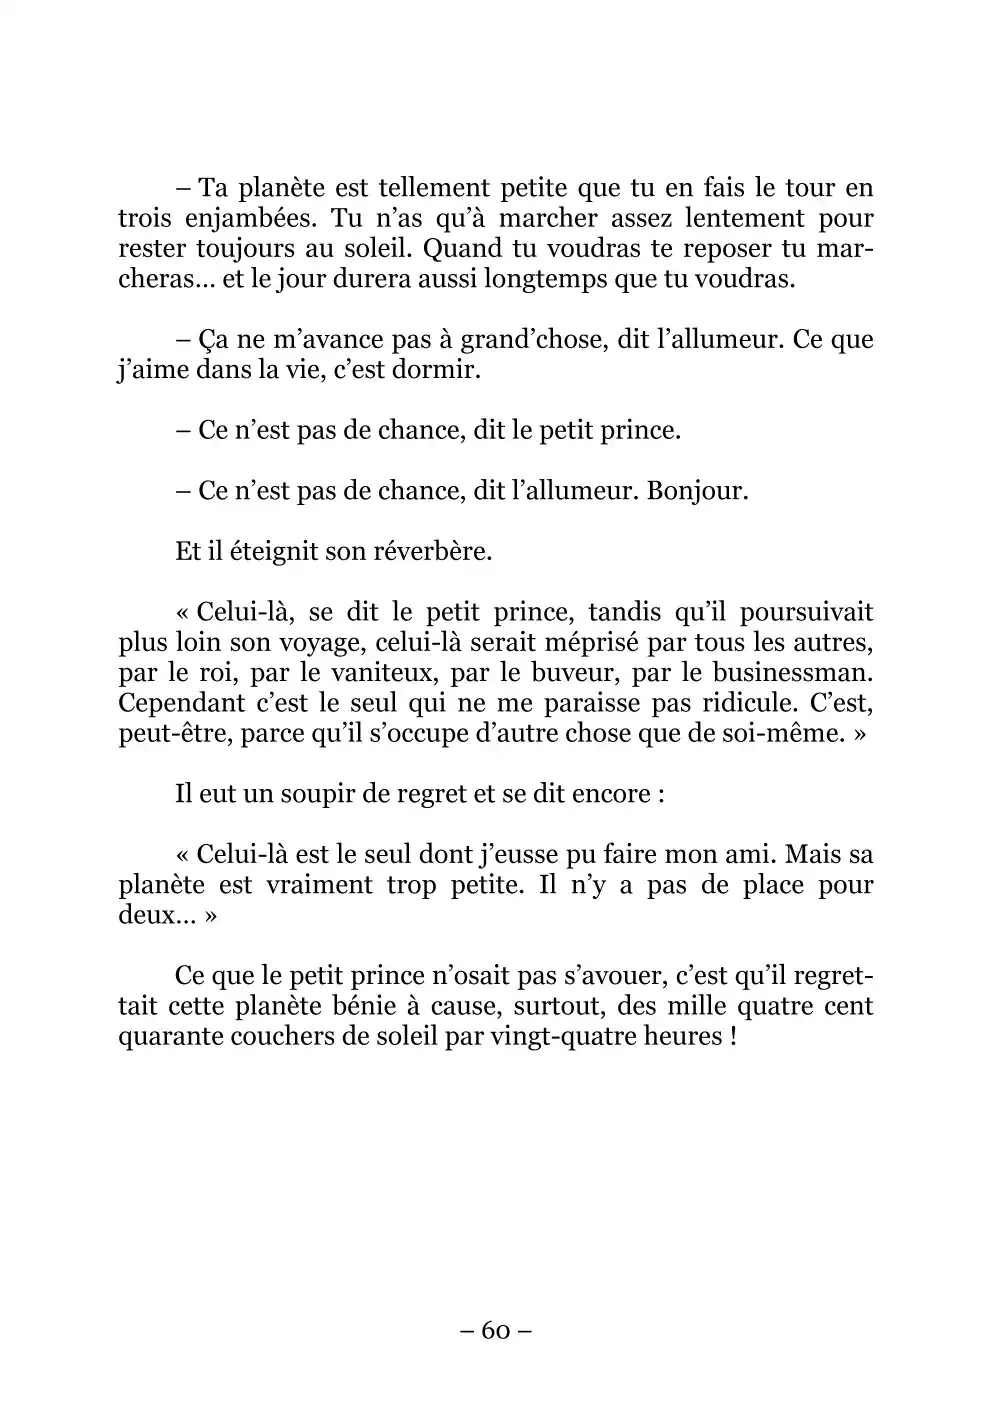 – Ta planète est tellement petite que tu en fais le tour en
trois enjambées. Tu n’as qu’à marcher assez lentement pour
rester toujours au soleil. Quand tu voudras te reposer tu mar-
cheras… et le jour durera aussi longtemps que tu voudras.
– Ça ne m’avance pas à grand’chose, dit l’allumeur. Ce que
j’aime dans la vie, c’est dormir.
– Ce n’est pas de chance, dit le petit prince.
– Ce n’est pas de chance, dit l’allumeur. Bonjour.
Et il éteignit son réverbère.
« Celui-là, se dit le petit prince, tandis qu’il poursuivait
plus loin son voyage, celui-là serait méprisé par tous les autres,
par le roi, par le vaniteux, par le buveur, par le businessman.
Cependant c’est le seul qui ne me paraisse pas ridicule. C’est,
peut-être, parce qu’il s’occupe d’autre chose que de soi-même. »
Il eut un soupir de regret et se dit encore :
« Celui-là est le seul dont j’eusse pu faire mon ami. Mais sa
planète est vraiment trop petite. Il n’y a pas de place pour
deux… »
Ce que le petit prince n’osait pas s’avouer, c’est qu’il regret-
tait cette planète bénie à cause, surtout, des mille quatre cent
quarante couchers de soleil par vingt-quatre heures !
– 60 –